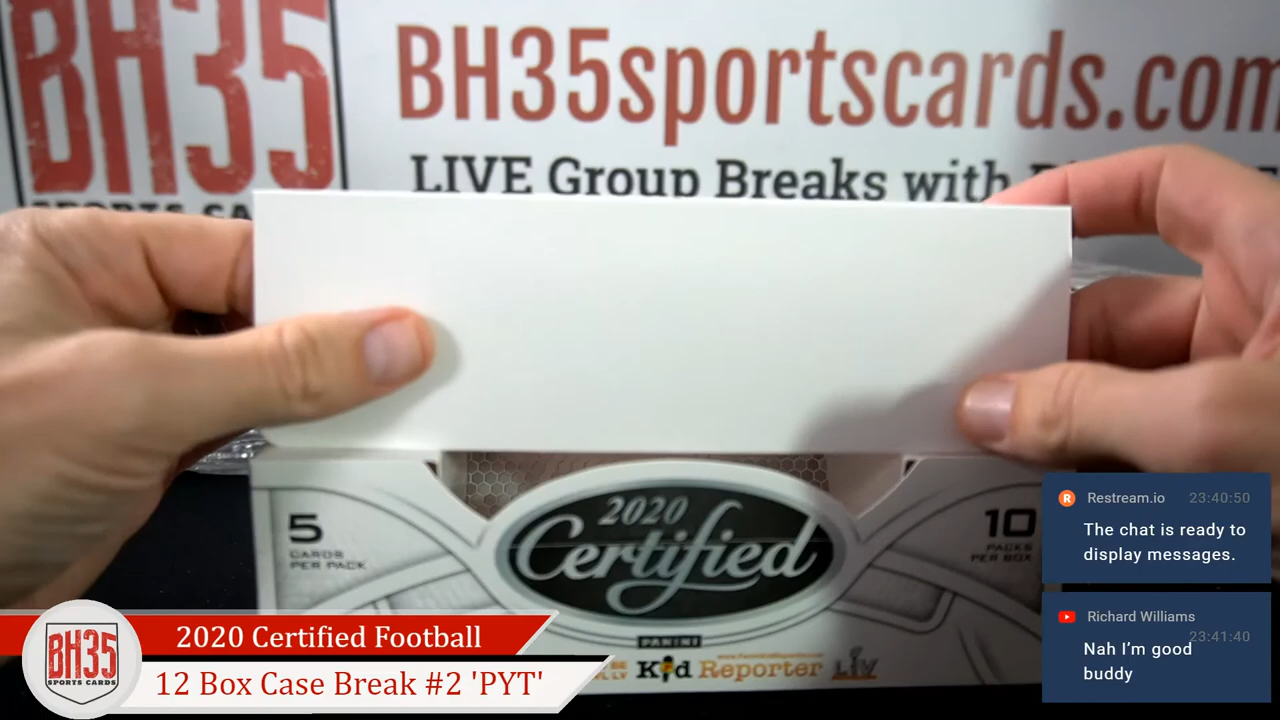 BH35
SPORTS CA
BH35sportscards.com
LIVE Group Breaks with
5
CARDS
PER PACK
2020
Certified
10
PACKS
PER BOX
PANINI
Kid Reporter
LIV
BH35
SPORTS CARDS
2020 Certified Football
12 Box Case Break #2 'PYT'
Restream.io 23:40:50
The chat is ready to
display messages.
Richard Williams
23:41:40
Nah I'm good
buddy